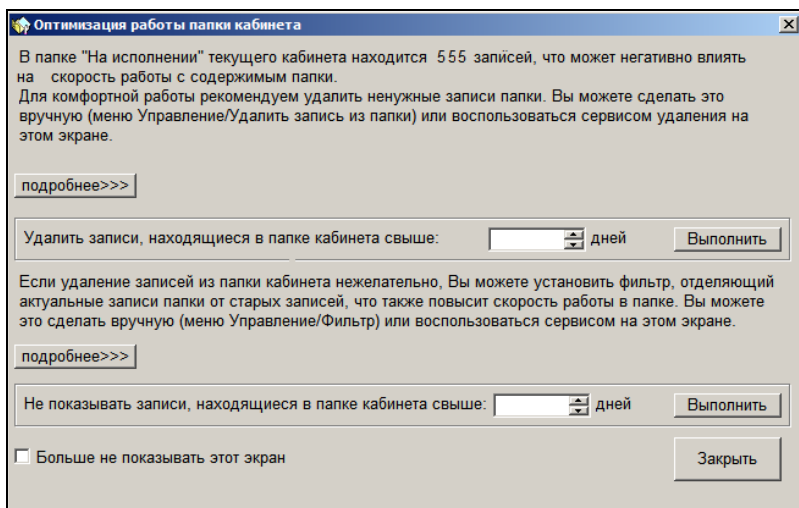 Оптимизация работы папки кабинета
В папке "На исполнении" текущего кабинета находится 555 записей, что может негативно влиять
на скорость работы с содержимым папки.
Для комфортной работы рекомендуем удалить ненужные записи папки. Вы можете сделать это
вручную (меню Управление/Удалить запись из папки) или воспользоваться сервисом удаления на
этом экране.
подробнее>>>
Удалить записи, находящиеся в папке кабинета свыше: дней Выполнить
Если удаление записей из папки кабинета нежелательно, Вы можете установить фильтр, отделяющий
актуальные записи папки от старых записей, что также повысит скорость работы в папке. Вы можете
это сделать вручную (меню Управление/Фильтр) или воспользоваться сервисом на этом экране.
подробнее>>>
Не показывать записи, находящиеся в папке кабинета свыше: дней Выполнить
Больше не показывать этот экран Закрыть